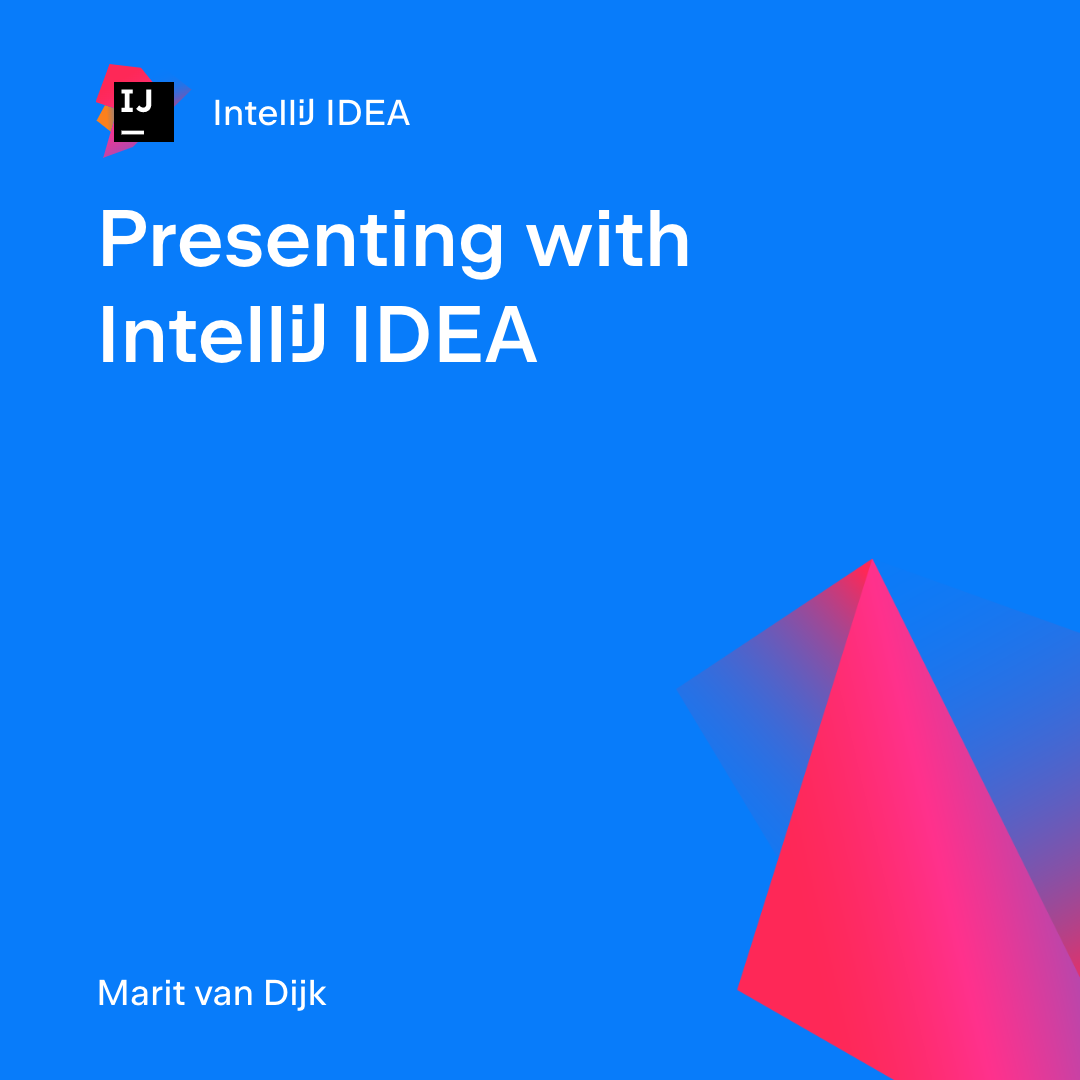 IJ
IntelliJ IDEA
Presenting with
IntelliJ IDEA
Marit van Dijk